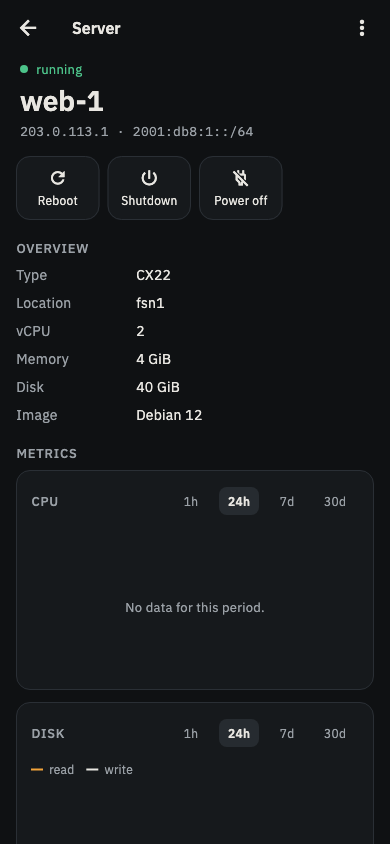 Server
running
web-1
203.0.113.1 · 2001:db8:1::/64
Reboot Shutdown Power off
OVERVIEW
Type CX22
Location fsn1
vCPU 2
Memory 4 GiB
Disk 40 GiB
Image Debian 12
METRICS
CPU 1h 24h 7d 30d
No data for this period.
DISK 1h 24h 7d 30d
read write